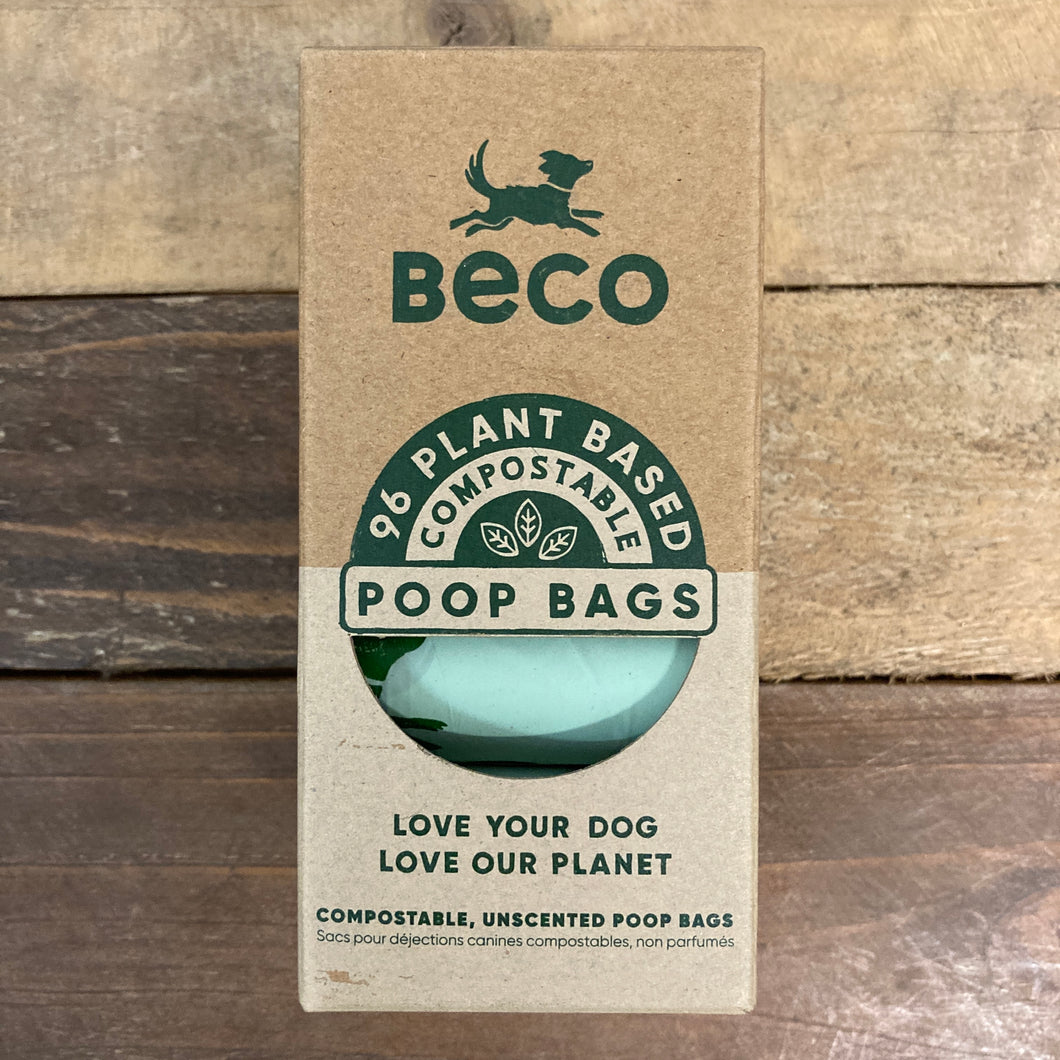 BeCO
96 PLANT BASED
COMPOSTABLE
POOP BAGS
LOVE YOUR DOG
LOVE OUR PLANET
COMPOSTABLE, UNSCENTED POOP BAGS
Sacs pour déjections canines compostables, non parfumés